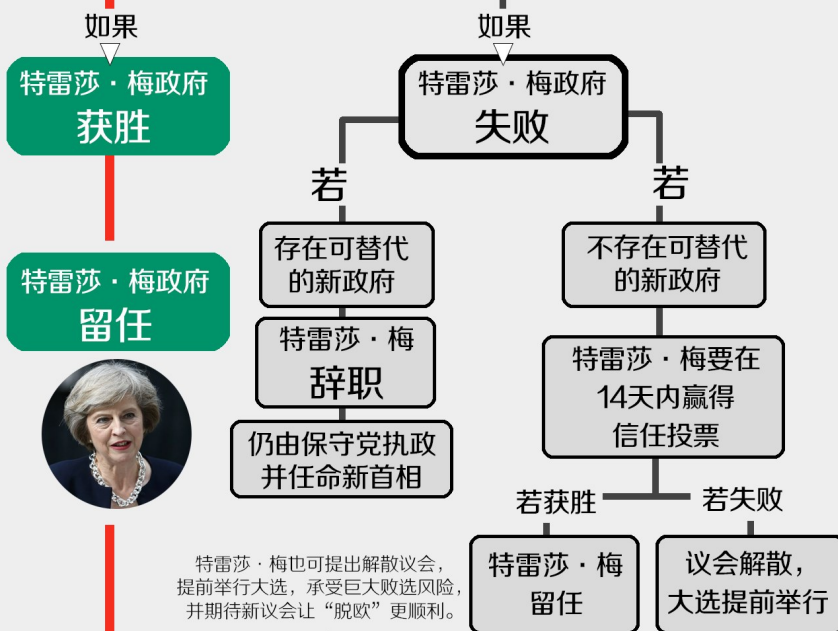 如果
特雷莎·梅政府
获胜
特雷莎·梅政府
留任
如果
特雷莎·梅政府
失败
若
存在可替代
的新政府
特雷莎·梅
辞职
仍由保守党执政
并任命新首相
若
不存在可替代
的新政府
特雷莎·梅要在
14天内赢得
信任投票
若获胜
特雷莎·梅
留任
若失败
议会解散，
大选提前举行
特雷莎·梅也可提出解散议会，
提前举行大选，承受巨大败选风险，
并期待新议会让“脱欧”更顺利。